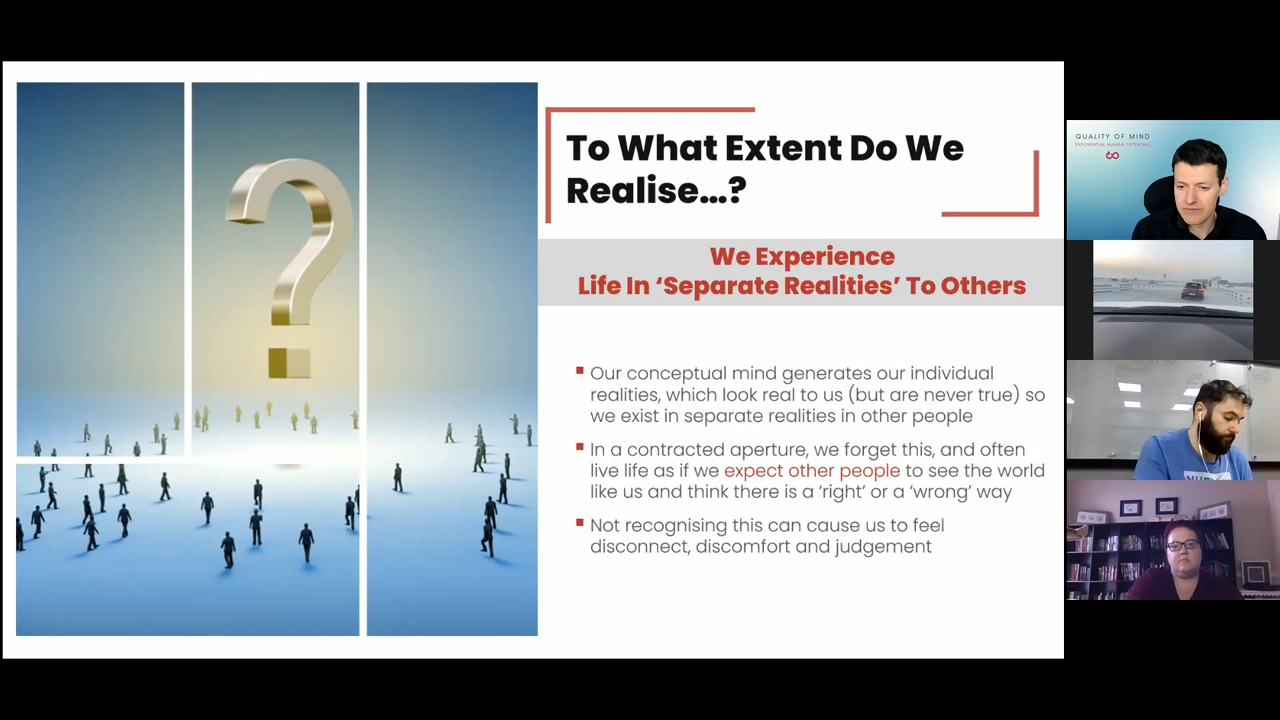 To What Extent Do We
Realise...?
We Experience
Life In ‘Separate Realities’ To Others
Our conceptual mind generates our individual
realities, which look real to us (but are never true) so
we exist in separate realities in other people
In a contracted aperture, we forget this, and often
live life as if we expect other people to see the world
like us and think there is a ‘right’ or a ‘wrong’ way
Not recognising this can cause us to feel
disconnect, discomfort and judgement
QUALITY OF MIND
EXPONENTIAL HUMAN POTENTIAL